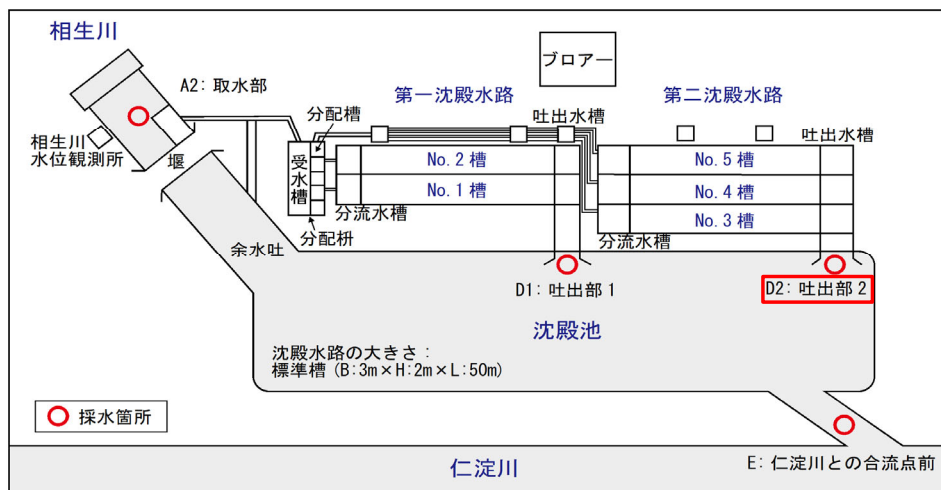 相生川
A2: 取水部
ブロアー
第一沈殿水路
第二沈殿水路
分配槽
吐出水槽
吐出水槽
相生川
水位観測所
堰
受水槽
No. 2 槽
No. 1 槽
No. 5 槽
No. 4 槽
No. 3 槽
分流水槽
分配枡
分流水槽
余水吐
D1: 吐出部 1
D2: 吐出部 2
沈殿池
沈殿水路の大きさ:
標準槽 (B:3m×H:2m×L:50m)
採水箇所
仁淀川
E: 仁淀川との合流点前